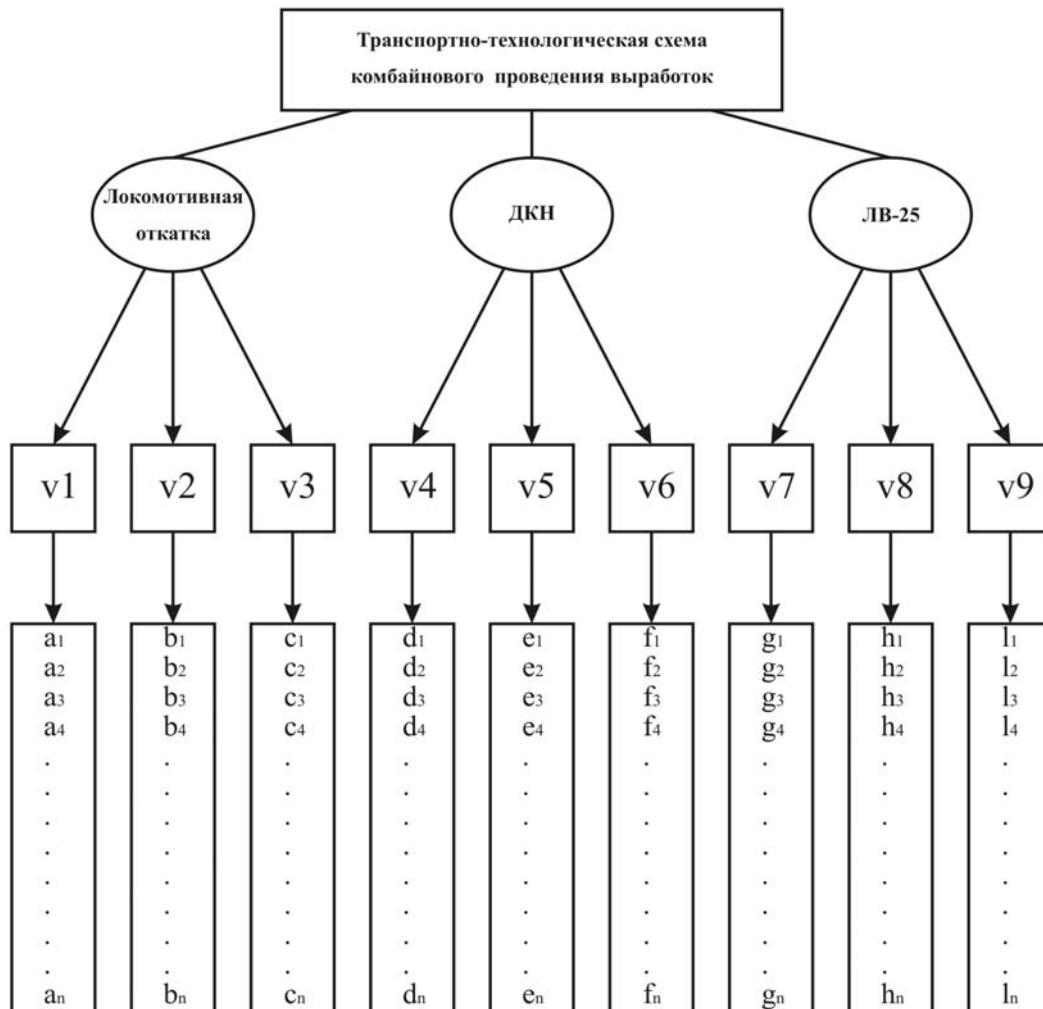 Транспортно-технологическая схема
комбайнового проведения выработок
Локомотивная
откатка
ДКН
ЛВ-25
v1 v2 v3 v4 v5 v6 v7 v8 v9
a1 b1 c1 d1 e1 f1 g1 h1 l1
a2 b2 c2 d2 e2 f2 g2 h2 l2
a3 b3 c3 d3 e3 f3 g3 h3 l3
a4 b4 c4 d4 e4 f4 g4 h4 l4
. . . . . . . . .
. . . . . . . . .
. . . . . . . . .
. . . . . . . . .
. . . . . . . . .
. . . . . . . . .
. . . . . . . . .
. . . . . . . . .
an bn cn dn en fn gn hn ln